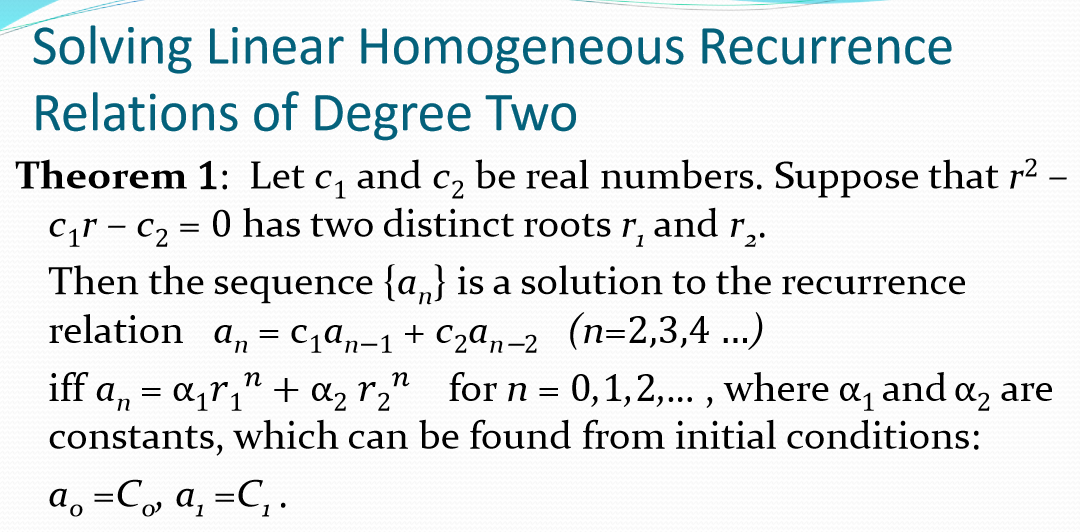 Solving Linear Homogeneous Recurrence
Relations of Degree Two
Theorem 1: Let c₁ and c₂ be real numbers. Suppose that r² –
c₁r – c₂ = 0 has two distinct roots r₁ and r₂.
Then the sequence {aₙ} is a solution to the recurrence
relation aₙ = c₁aₙ₋₁ + c₂aₙ₋₂ (n=2,3,4 …)
iff aₙ = α₁r₁ⁿ + α₂ r₂ⁿ for n = 0,1,2,… , where α₁ and α₂ are
constants, which can be found from initial conditions:
a₀ =C₀, a₁ =C₁ .